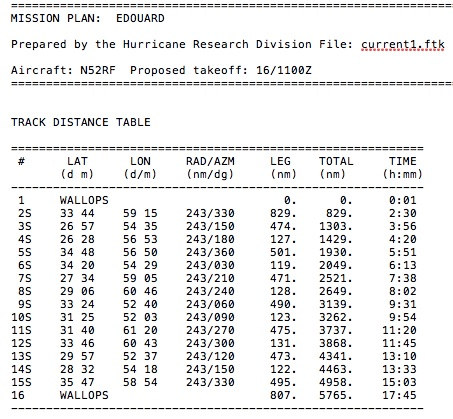 MISSION PLAN: EDOUARD
Prepared by the Hurricane Research Division File: current1.ftk
Aircraft: N52RF Proposed takeoff: 16/1100Z
TRACK DISTANCE TABLE
# LAT LON RAD/AZM LEG TOTAL TIME
(d m) (d/m) (nm/dg) (nm) (nm) (h:mm)
1 WALLOPS 0. 0. 0:01
2S 33 44 59 15 243/330 829. 829. 2:30
3S 26 57 54 35 243/150 474. 1303. 3:56
4S 26 28 56 53 243/180 127. 1429. 4:20
5S 34 48 56 50 243/360 501. 1930. 5:51
6S 34 20 54 29 243/030 119. 2049. 6:13
7S 27 34 59 05 243/210 471. 2521. 7:38
8S 29 06 60 46 243/240 128. 2649. 8:02
9S 33 24 52 40 243/060 490. 3139. 9:31
10S 31 25 52 03 243/090 123. 3262. 9:54
11S 31 40 61 20 243/270 475. 3737. 11:20
12S 33 46 60 43 243/300 131. 3868. 11:45
13S 29 57 52 37 243/120 473. 4341. 13:10
14S 28 32 54 18 243/150 122. 4463. 13:33
15S 35 47 58 54 243/330 495. 4958. 15:03
16 WALLOPS 807. 5765. 17:45